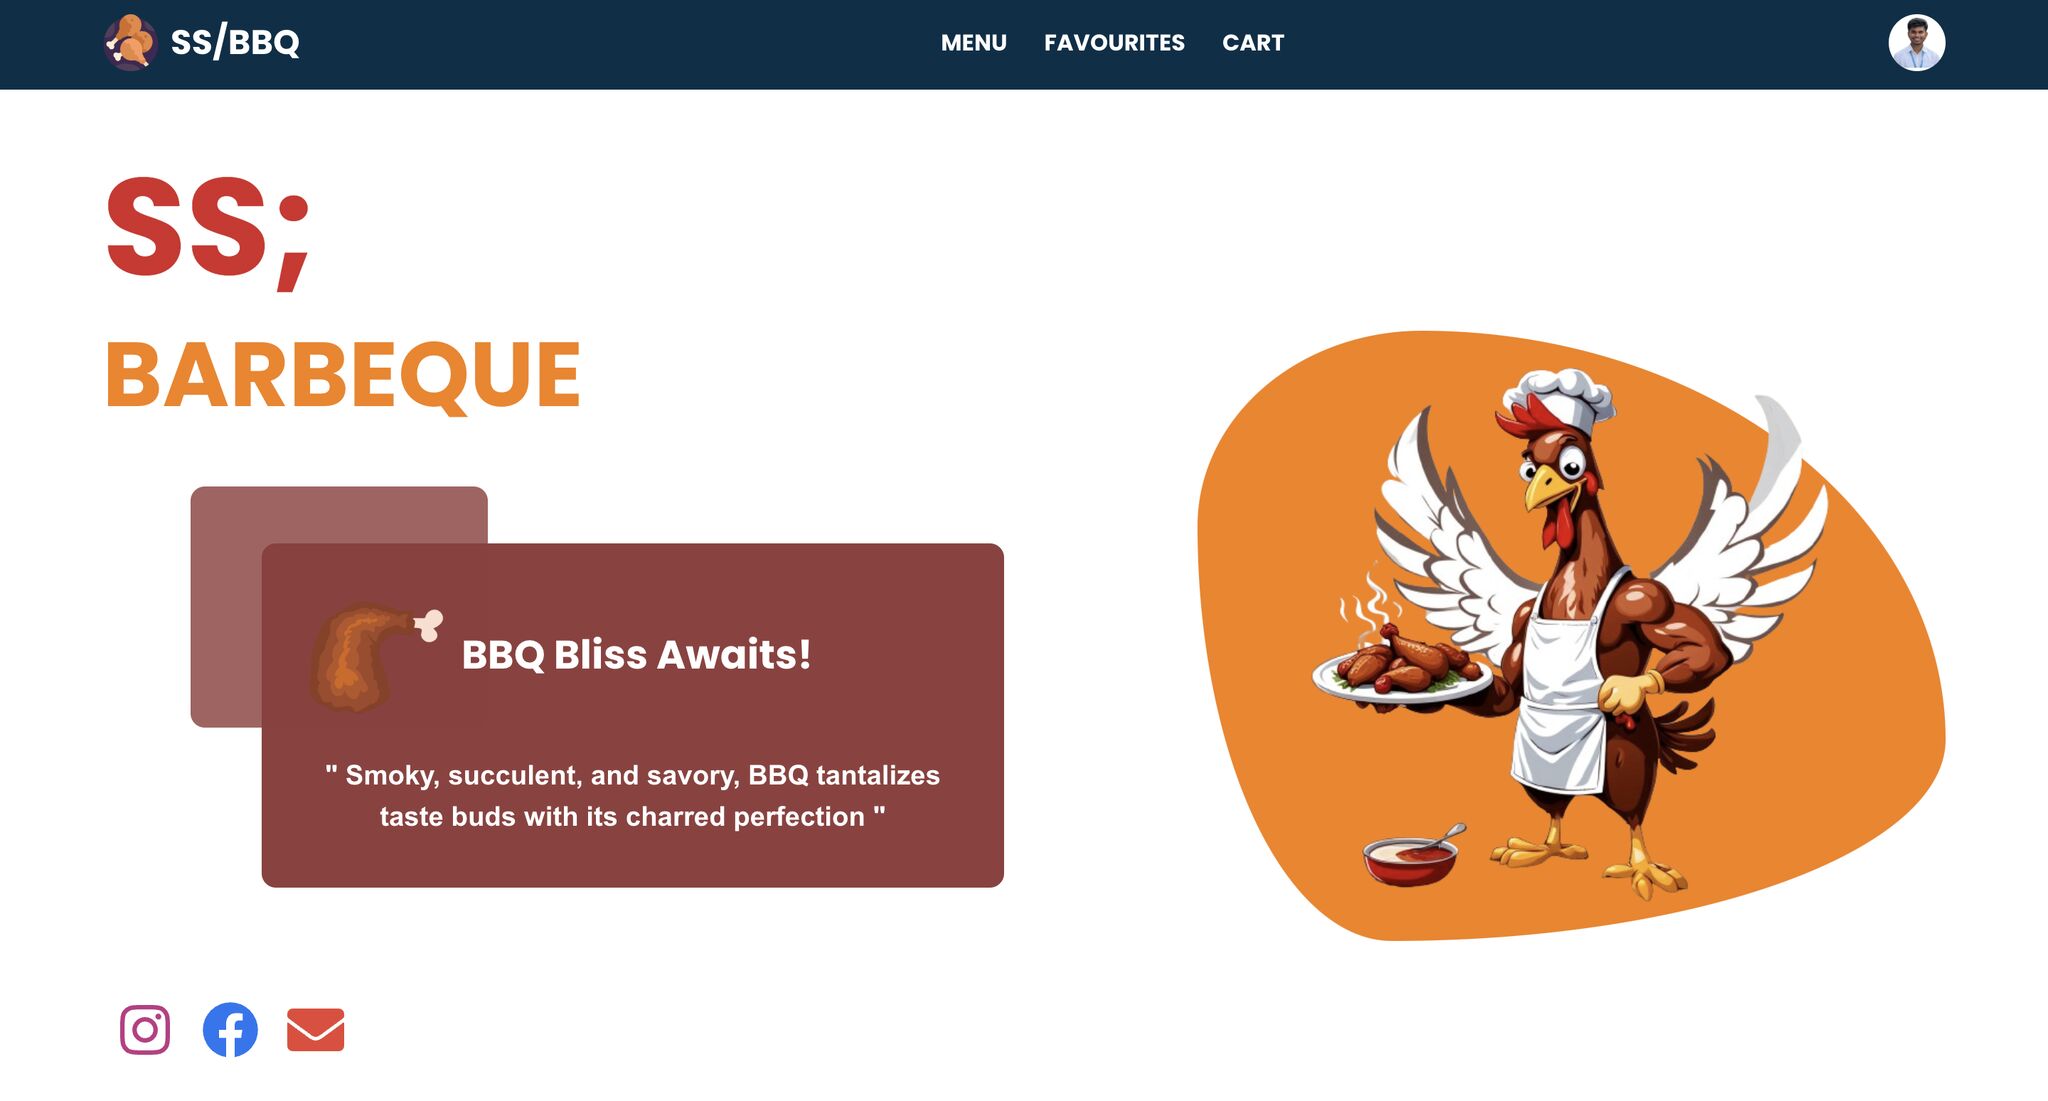 SS/BBQ
MENU
FAVOURITES
CART
SS;
BARBEQUE
BBQ Bliss Awaits!
" Smoky, succulent, and savory, BBQ tantalizes
taste buds with its charred perfection "